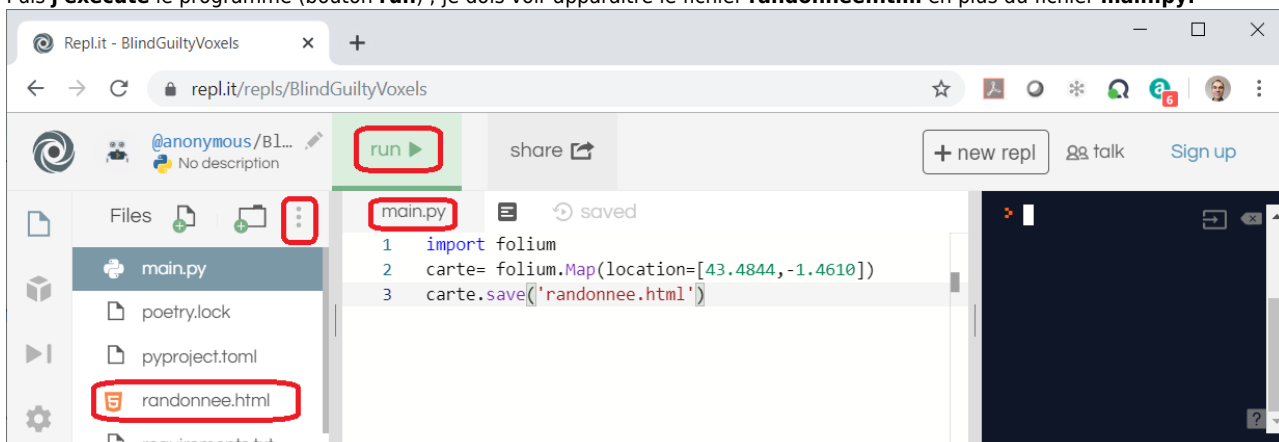 Puis j'exécute le programme (bouton run) ; je dois voir apparaître le fichier randonnee.html en plus du fichier main.py.
Repl.it - BlindGuiltyVoxels
repl.it/repls/BlindGuiltyVoxels
6
@anonymous/Bl...
No description
run
share
+ new repl
talk
Sign up
Files
main.py
saved
main.py
poetry.lock
pyproject.toml
randonnee.html
requirements.txt
1 import folium
2 carte= folium.Map(location=[43.4844,-1.4610])
3 carte.save('randonnee.html')
>
?